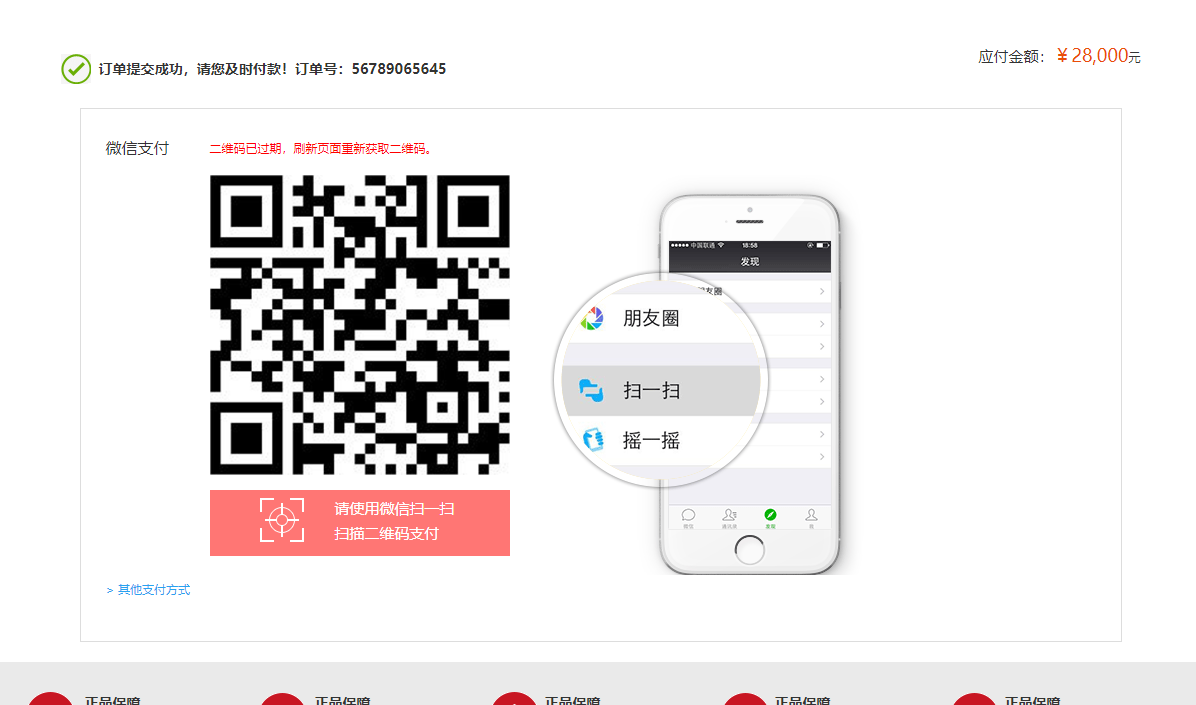 订单提交成功，请您及时付款！订单号：56789065645
应付金额：￥28,000元
微信支付
二维码已过期，刷新页面重新获取二维码。
中国联通
18:58
发现
朋友圈
朋友圈
扫一扫
摇一摇
请使用微信扫一扫
扫描二维码支付
微信 通讯录 发现 我
> 其他支付方式
正品保障 正品保障 正品保障 正品保障 正品保障